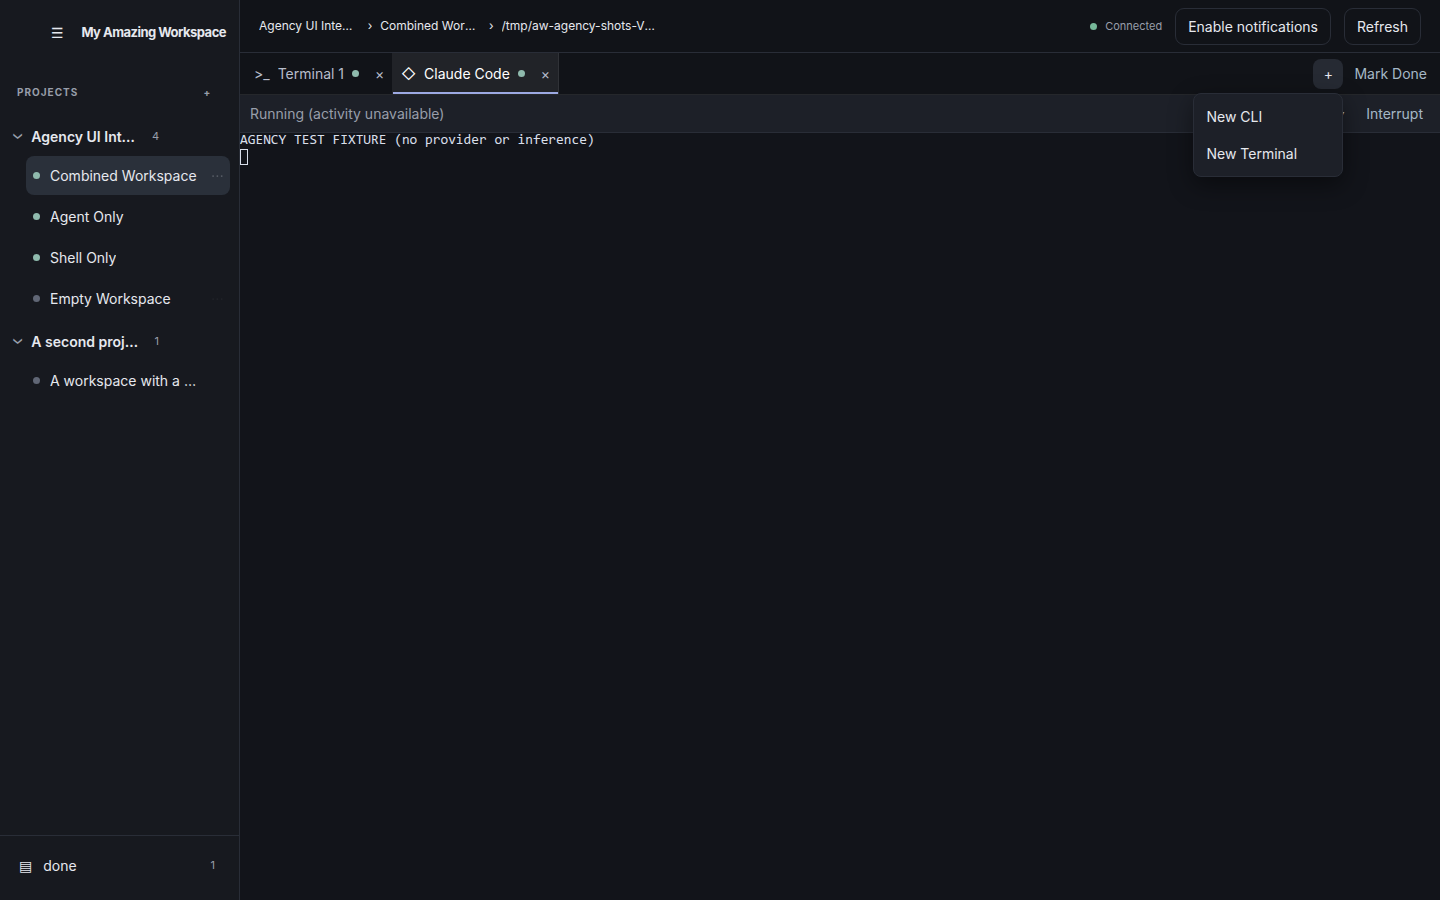 My Amazing Workspace
PROJECTS +
Agency UI Int... 4
Combined Workspace ...
Agent Only
Shell Only
Empty Workspace
A second proj... 1
A workspace with a ...
done 1
Agency UI Inte... › Combined Wor... › /tmp/aw-agency-shots-V...
Connected
Enable notifications
Refresh
>_ Terminal 1 ×
Claude Code ×
+
Mark Done
Running (activity unavailable)
Interrupt
New CLI
New Terminal
AGENCY TEST FIXTURE (no provider or inference)